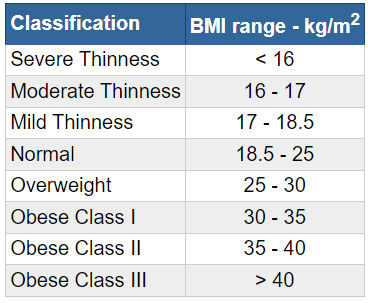 Classification BMI range - kg/m²
Severe Thinness < 16
Moderate Thinness 16 - 17
Mild Thinness 17 - 18.5
Normal 18.5 - 25
Overweight 25 - 30
Obese Class I 30 - 35
Obese Class II 35 - 40
Obese Class III > 40